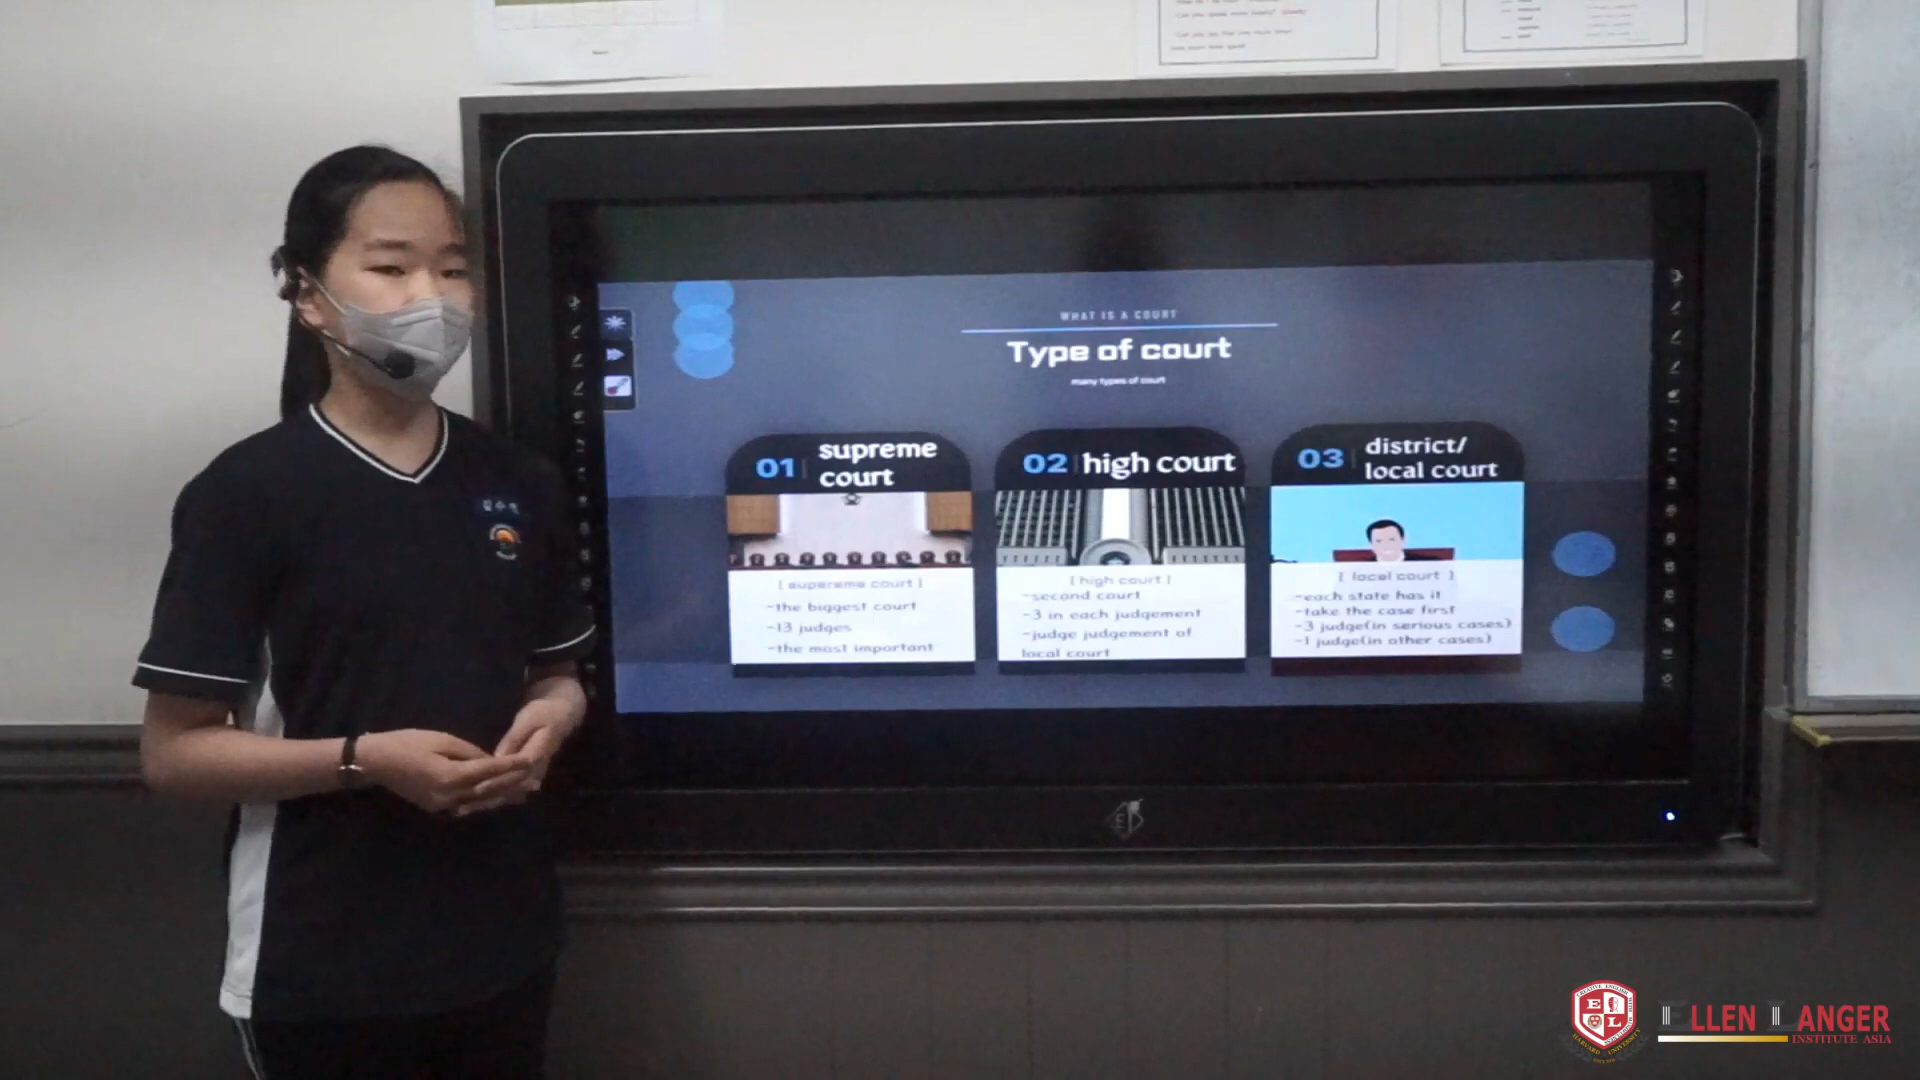 WHAT IS A COURT
Type of court
many types of court
01
supreme
court
[ supereme court ]
-the biggest court
-13 judges
-the most important
02
high court
[ high court ]
-second court
-3 in each judgement
-judge judgement of
local court
03
district/
local court
[ local court ]
-each state has it
-take the case first
-3 judge(in serious cases)
-1 judge(in other cases)
E L
ELLEN LANGER
INSTITUTE ASIA